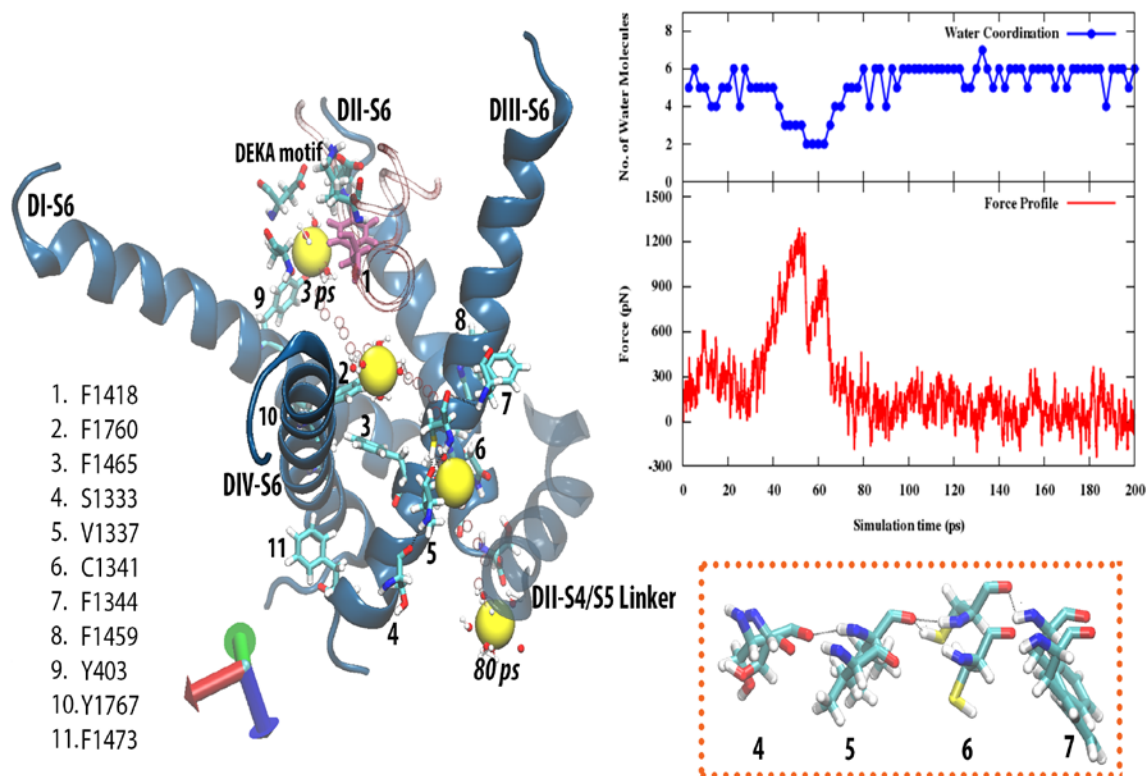 DII-S6
DIII-S6
DEKA motif
DI-S6
1
3 ps
9
8
2
7
10
3
6
DIV-S6
5
11
DII-S4/S5 Linker
4
80 ps
1. F1418
2. F1760
3. F1465
4. S1333
5. V1337
6. C1341
7. F1344
8. F1459
9. Y403
10. Y1767
11. F1473
Water Coordination
No. of Water Molecules
8
6
4
2
0
Force Profile
Force (pN)
1500
1200
900
600
300
0
-300
0 20 40 60 80 100 120 140 160 180 200
Simulation time (ps)
4 5 6 7